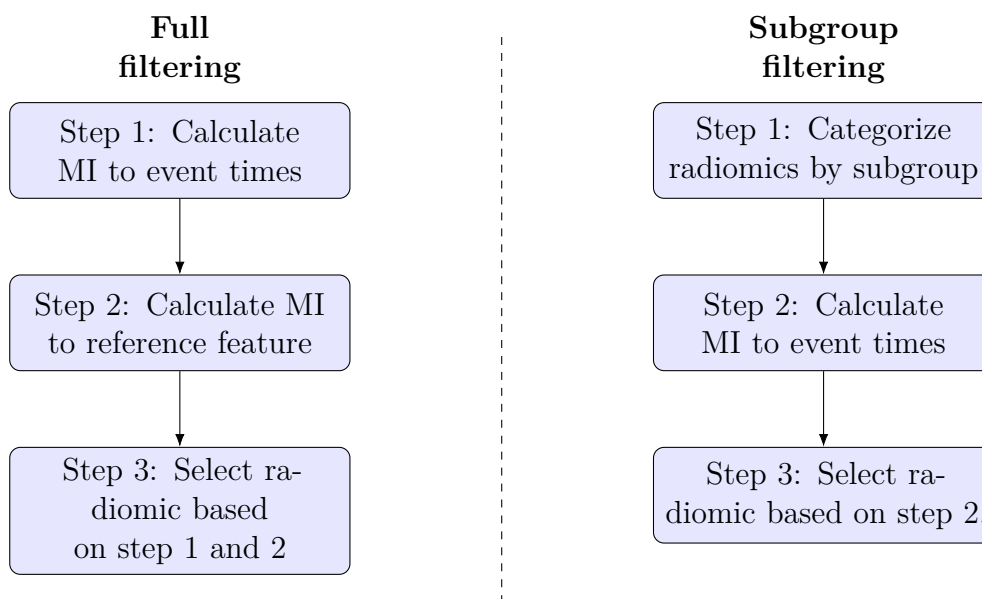 Full
filtering
Step 1: Calculate
MI to event times
Step 2: Calculate MI
to reference feature
Step 3: Select ra-
diomic based
on step 1 and 2
Subgroup
filtering
Step 1: Categorize
radiomics by subgroup
Step 2: Calculate
MI to event times
Step 3: Select ra-
diomic based on step 2.